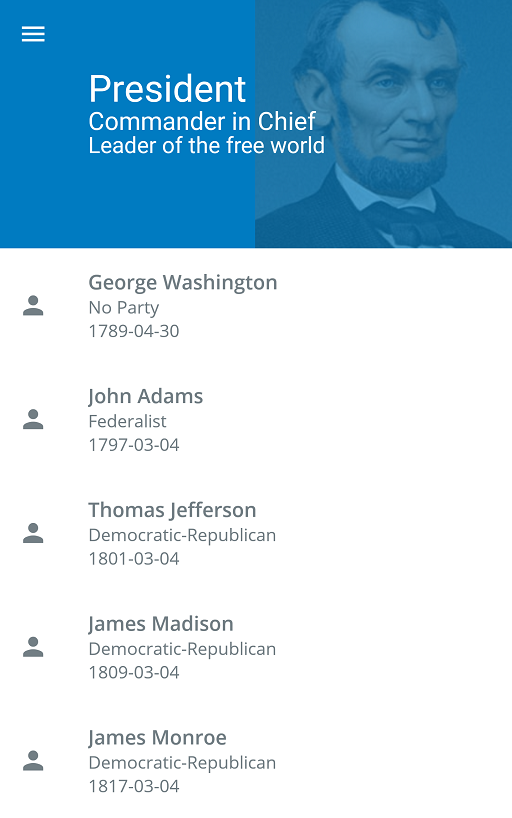 President
Commander in Chief
Leader of the free world
George Washington
No Party
1789-04-30
John Adams
Federalist
1797-03-04
Thomas Jefferson
Democratic-Republican
1801-03-04
James Madison
Democratic-Republican
1809-03-04
James Monroe
Democratic-Republican
1817-03-04